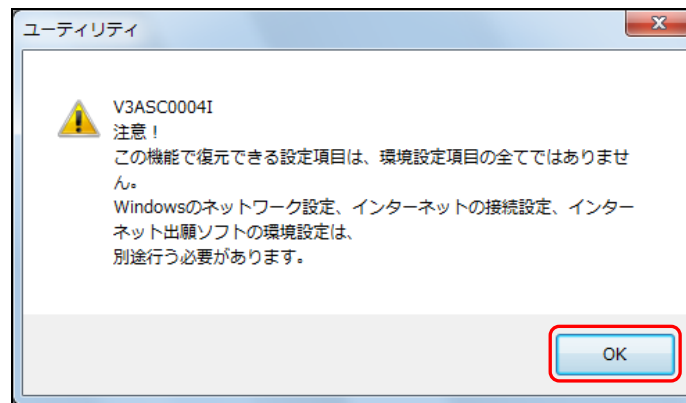 ユーティリティ
V3ASC0004I
注意！
この機能で復元できる設定項目は、環境設定項目の全てではありませ
ん。
Windowsのネットワーク設定、インターネットの接続設定、インター
ネット出願ソフトの環境設定は、
別途行う必要があります。
OK